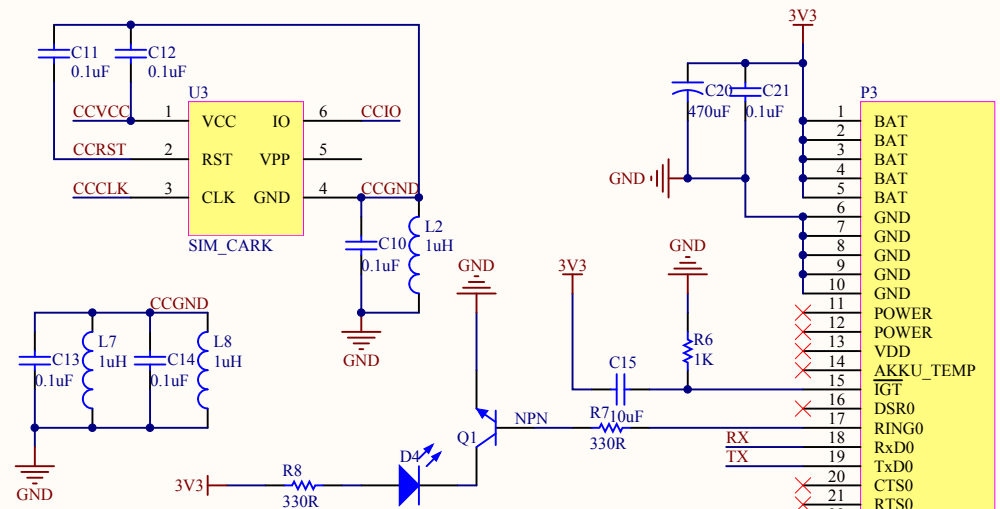 3V3
C11
0.1uF
C12
0.1uF
U3
CCVCC 1 VCC IO 6 CCIO
CCRST 2 RST VPP 5
CCCLK 3 CLK GND 4 CCGND
SIM_CARK
C10
0.1uF
L2
1uH
GND
C20
470uF
C21
0.1uF
GND
P3
1 BAT
2 BAT
3 BAT
4 BAT
5 BAT
6 GND
7 GND
8 GND
9 GND
10 GND
11 POWER
12 POWER
13 VDD
14 AKKU_TEMP
15 IGT
16 DSR0
17 RING0
RX 18 RxD0
TX 19 TxD0
20 CTS0
21 RTS0
CCGND
C13
0.1uF
L7
1uH
C14
0.1uF
L8
1uH
GND
GND
3V3
GND
R6
1K
C15
10uF
R7
330R
NPN
Q1
D4
3V3
R8
330R